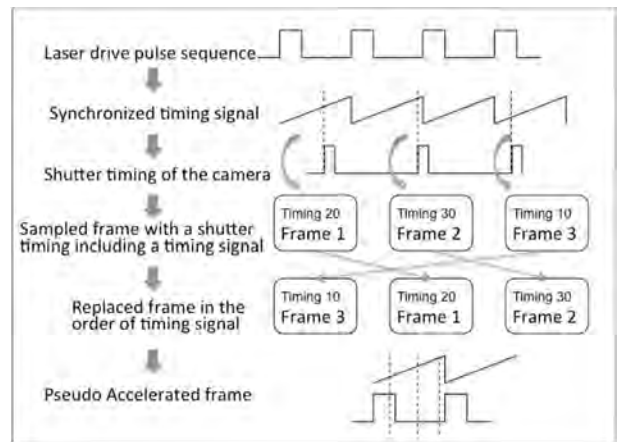 Laser drive pulse sequence
Synchronized timing signal
Shutter timing of the camera
Sampled frame with a shutter
timing including a timing signal
Timing 20
Frame 1
Timing 30
Frame 2
Timing 10
Frame 3
Replaced frame in the
order of timing signal
Timing 10
Frame 3
Timing 20
Frame 1
Timing 30
Frame 2
Pseudo Accelerated frame